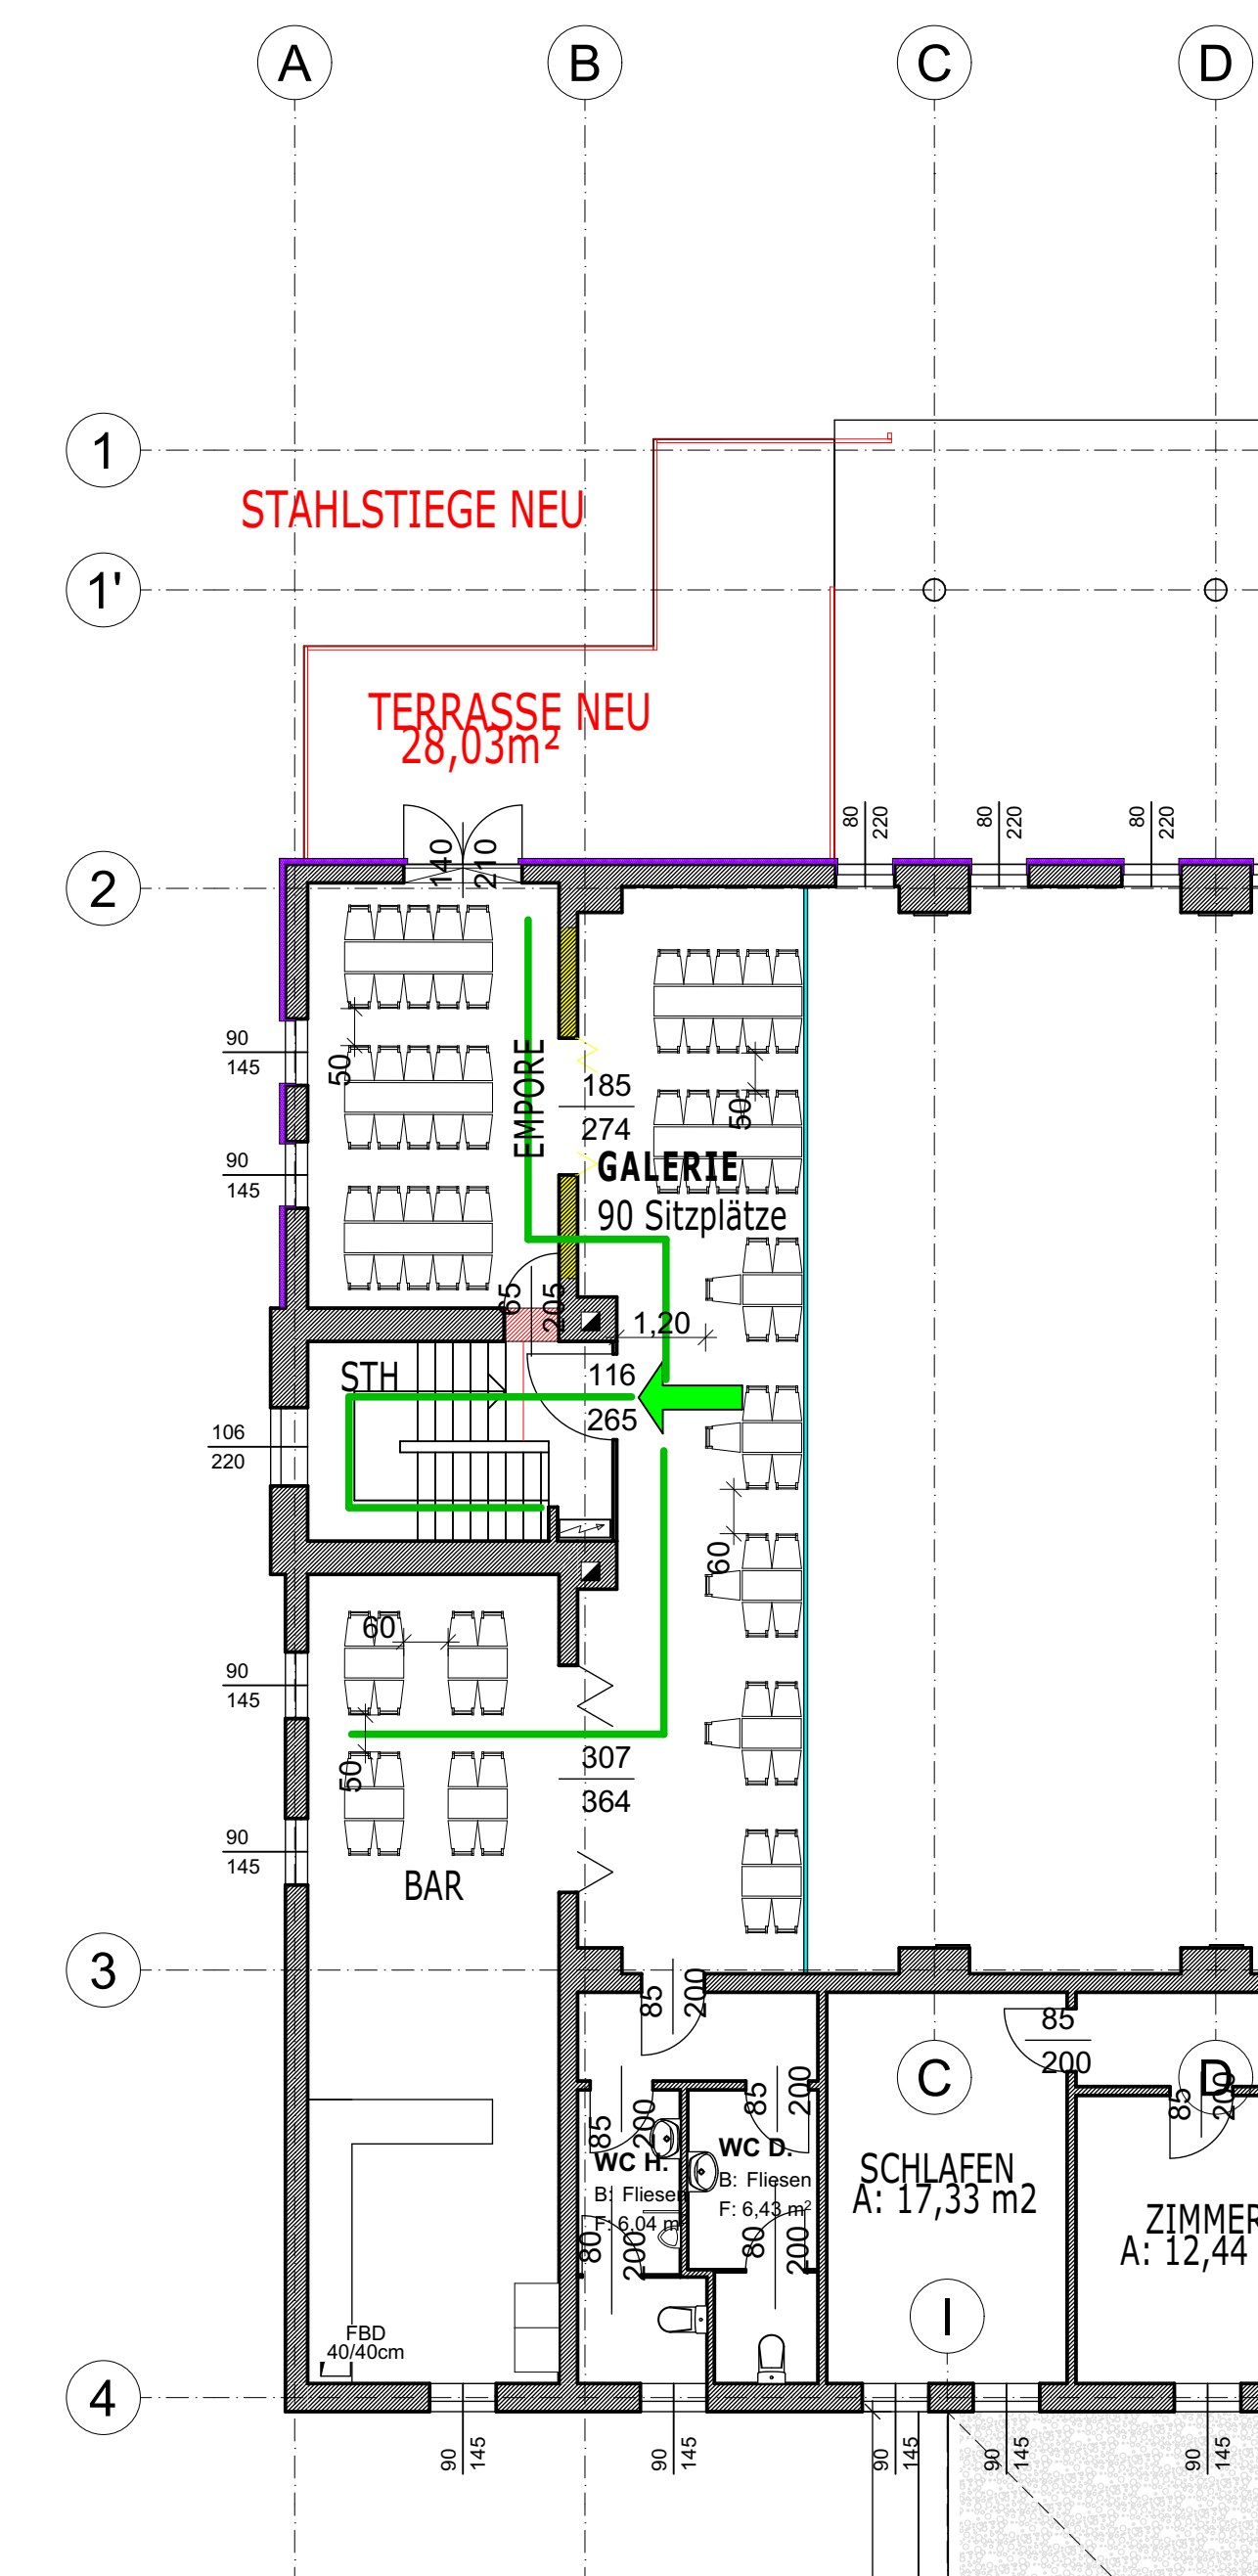 A
B
C
D
1
STAHLSTIEGE NEU
1'
TERRASSE NEU
28,03m²
80
220
80
220
80
220
2
140
210
90
145
50
EMPORE
185
274
50
90
145
GALERIE
90 Sitzplätze
65
205
1,20
STH
116
265
106
220
60
60
90
145
50
307
364
90
145
BAR
3
85
200
85
200
C
D
85
200
85
200
85
200
WC H.
B: Fliesen
F: 6,04 m²
WC D.
B: Fliesen
F: 6,43 m²
80
200
80
200
SCHLAFEN
A: 17,33 m2
ZIMMER
A: 12,44
I
FBD
40/40cm
4
90
145
90
145
90
145
90
145
90
145